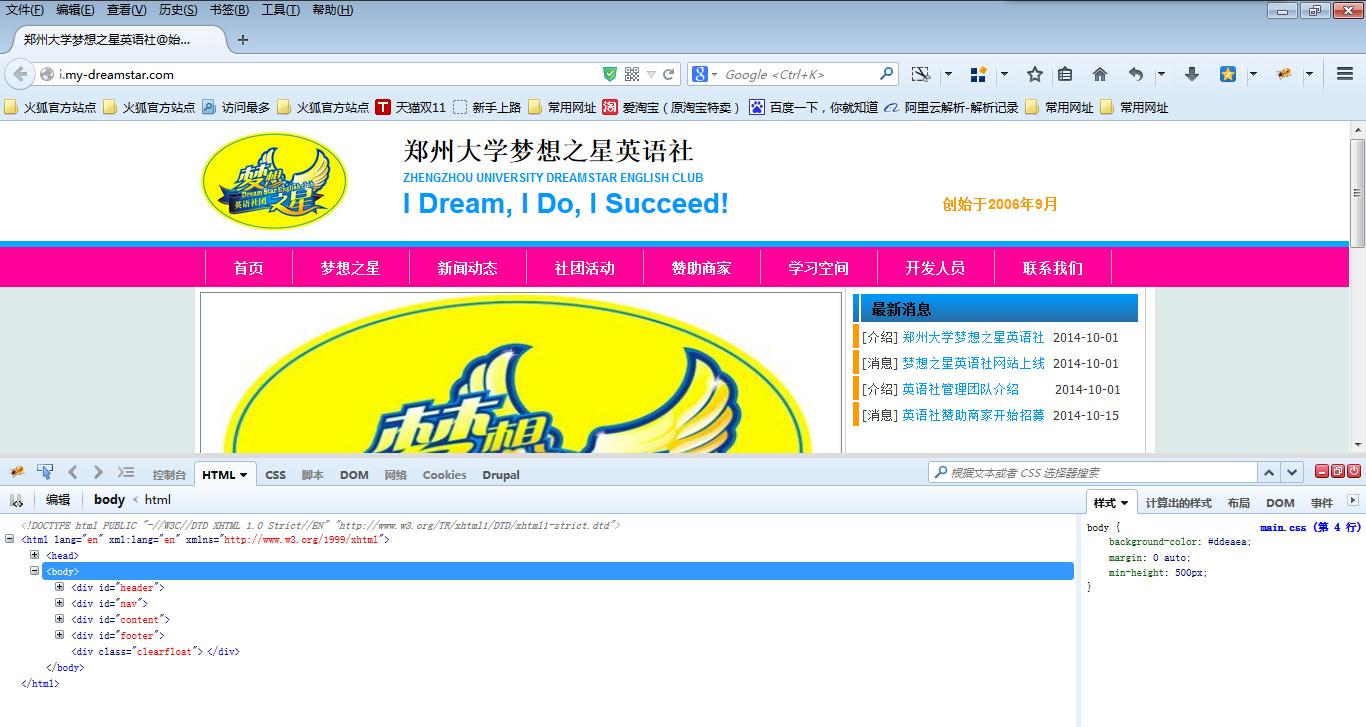 文件(F) 编辑(E) 查看(V) 历史(S) 书签(B) 工具(T) 帮助(H)
郑州大学梦想之星英语社@始...
i.my-dreamstar.com
Google <Ctrl+K>
火狐官方站点 火狐官方站点 访问最多 火狐官方站点 天猫双11 新手上路 常用网址 爱淘宝（原淘宝特卖） 百度一下，你就知道 阿里云解析-解析记录 常用网址 常用网址
梦想之星
Dream Star English club
英语社团
郑州大学梦想之星英语社
ZHENGZHOU UNIVERSITY DREAMSTAR ENGLISH CLUB
I Dream, I Do, I Succeed!
创始于2006年9月
首页 梦想之星 新闻动态 社团活动 赞助商家 学习空间 开发人员 联系我们
梦想
最新消息
[介绍] 郑州大学梦想之星英语社 2014-10-01
[消息] 梦想之星英语社网站上线 2014-10-01
[介绍] 英语社管理团队介绍 2014-10-01
[消息] 英语社赞助商家开始招募 2014-10-15
控制台 HTML CSS 脚本 DOM 网络 Cookies Drupal
根据文本或者 CSS 选择器搜索
编辑 body < html
样式 计算出的样式 布局 DOM 事件
<!DOCTYPE html PUBLIC "-//W3C//DTD XHTML 1.0 Strict//EN" "http://www.w3.org/TR/xhtml1/DTD/xhtml1-strict.dtd">
<html lang="en" xml:lang="en" xmlns="http://www.w3.org/1999/xhtml">
<head>
<body>
<div id="header">
<div id="nav">
<div id="content">
<div id="footer">
<div class="clearfloat"> </div>
</body>
</html>
body { main.css (第 4 行)
background-color: #ddeaea;
margin: 0 auto;
min-height: 500px;
}